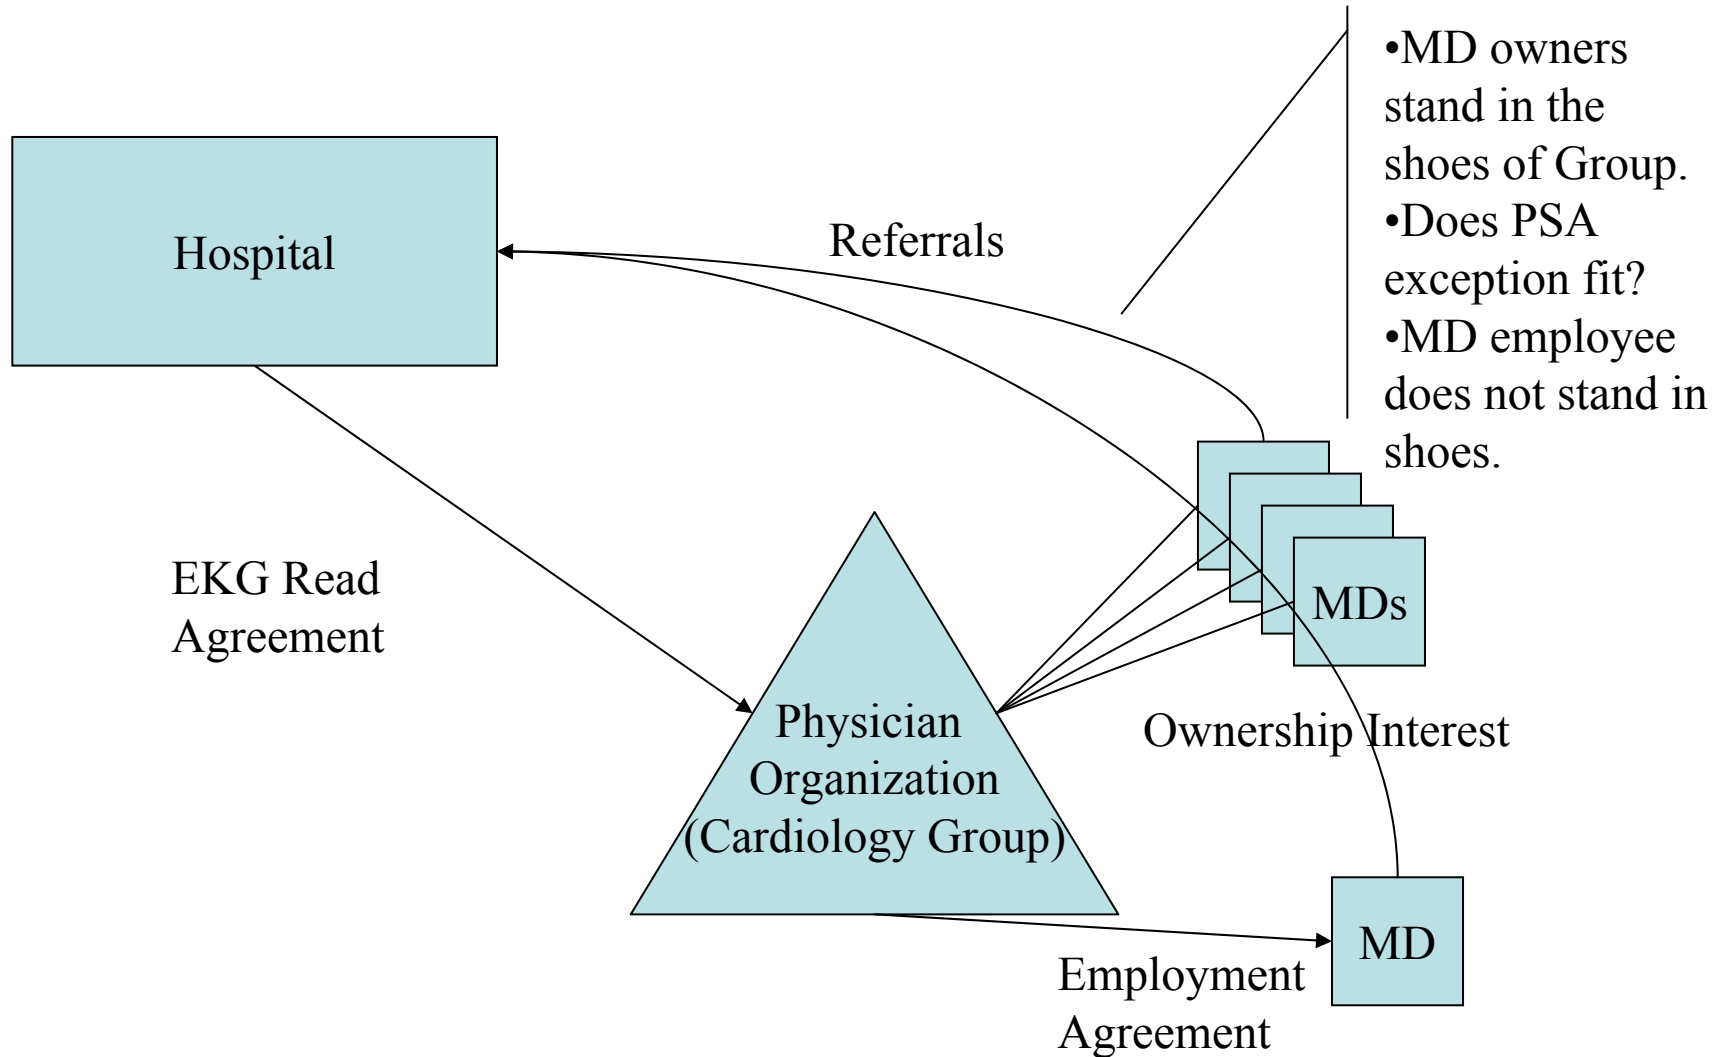 •MD owners
stand in the
shoes of Group.
•Does PSA
exception fit?
•MD employee
does not stand in
shoes.
Hospital
Referrals
EKG Read
Agreement
MDs
Physician
Organization
(Cardiology Group)
Ownership Interest
MD
Employment
Agreement